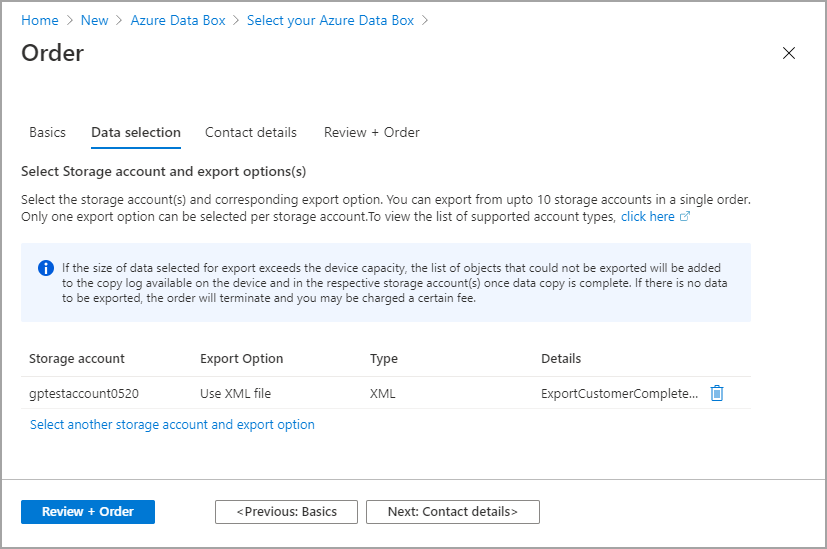 Home > New > Azure Data Box > Select your Azure Data Box >
Order
Basics Data selection Contact details Review + Order
Select Storage account and export options(s)
Select the storage account(s) and corresponding export option. You can export from upto 10 storage accounts in a single order.
Only one export option can be selected per storage account.To view the list of supported account types, click here
If the size of data selected for export exceeds the device capacity, the list of objects that could not be exported will be added
to the copy log available on the device and in the respective storage account(s) once data copy is complete. If there is no data
to be exported, the order will terminate and you may be charged a certain fee.
Storage account Export Option Type Details
gptestaccount0520 Use XML file XML ExportCustomerComplete...
Select another storage account and export option
Review + Order <Previous: Basics Next: Contact details>